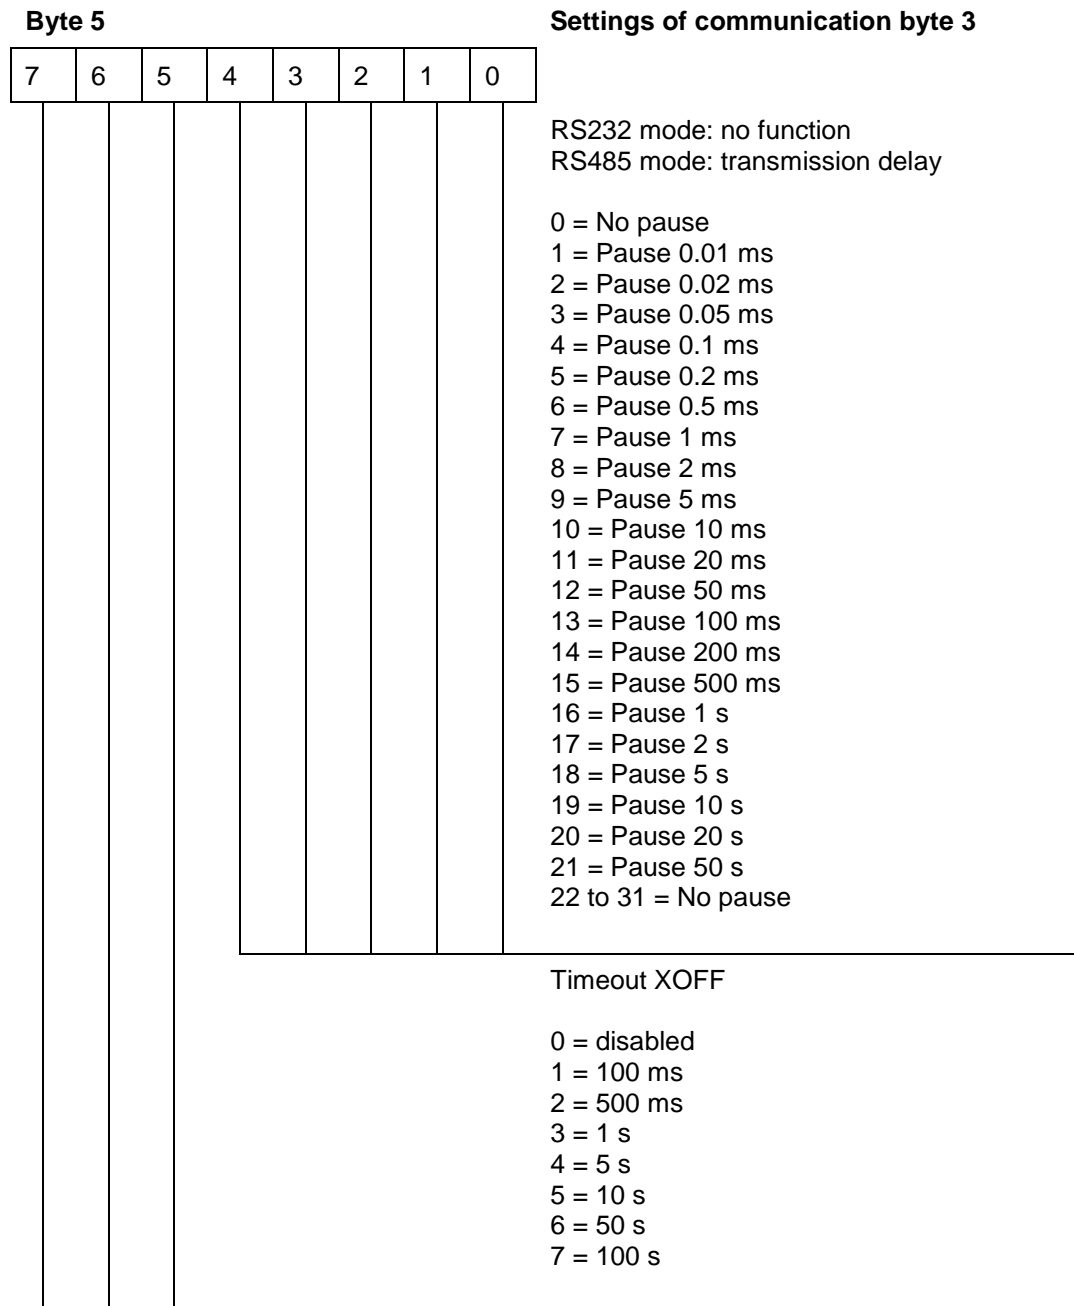 Byte 5
Settings of communication byte 3
7 6 5 4 3 2 1 0
RS232 mode: no function
RS485 mode: transmission delay
0 = No pause
1 = Pause 0.01 ms
2 = Pause 0.02 ms
3 = Pause 0.05 ms
4 = Pause 0.1 ms
5 = Pause 0.2 ms
6 = Pause 0.5 ms
7 = Pause 1 ms
8 = Pause 2 ms
9 = Pause 5 ms
10 = Pause 10 ms
11 = Pause 20 ms
12 = Pause 50 ms
13 = Pause 100 ms
14 = Pause 200 ms
15 = Pause 500 ms
16 = Pause 1 s
17 = Pause 2 s
18 = Pause 5 s
19 = Pause 10 s
20 = Pause 20 s
21 = Pause 50 s
22 to 31 = No pause
Timeout XOFF
0 = disabled
1 = 100 ms
2 = 500 ms
3 = 1 s
4 = 5 s
5 = 10 s
6 = 50 s
7 = 100 s